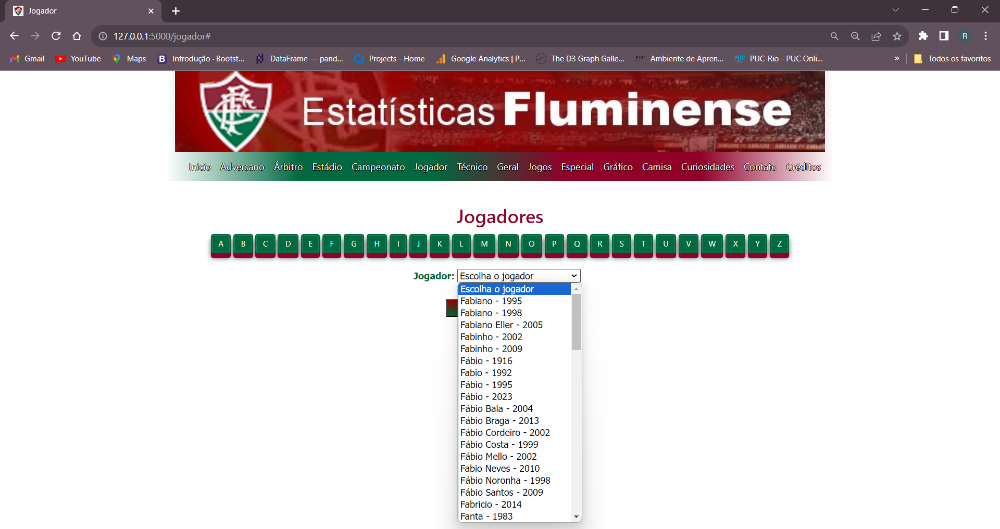 Jogador
127.0.0.1:5000/jogador#
R
Gmail
YouTube
Maps
Introdução · Bootst...
DataFrame — pand...
Projects - Home
Google Analytics | P...
The D3 Graph Galle...
Ambiente de Apren...
PUC-Rio - PUC Onli...
»
Todos os favoritos
Estatísticas Fluminense
Inicio Adversário Árbitro Estádio Campeonato Jogador Técnico Geral Jogos Especial Gráfico Camisa Curiosidades Contato Créditos
Jogadores
A B C D E F G H I J K L M N O P Q R S T U V W X Y Z
Jogador: Escolha o jogador
Escolha o jogador
Fabiano - 1995
Fabiano - 1998
Fabiano Eller - 2005
Fabinho - 2002
Fabinho - 2009
Fábio - 1916
Fabio - 1992
Fábio - 1995
Fábio - 2023
Fábio Bala - 2004
Fábio Braga - 2013
Fábio Cordeiro - 2002
Fábio Costa - 1999
Fábio Mello - 2002
Fabio Neves - 2010
Fábio Noronha - 1998
Fábio Santos - 2009
Fabricio - 2014
Fanta - 1983